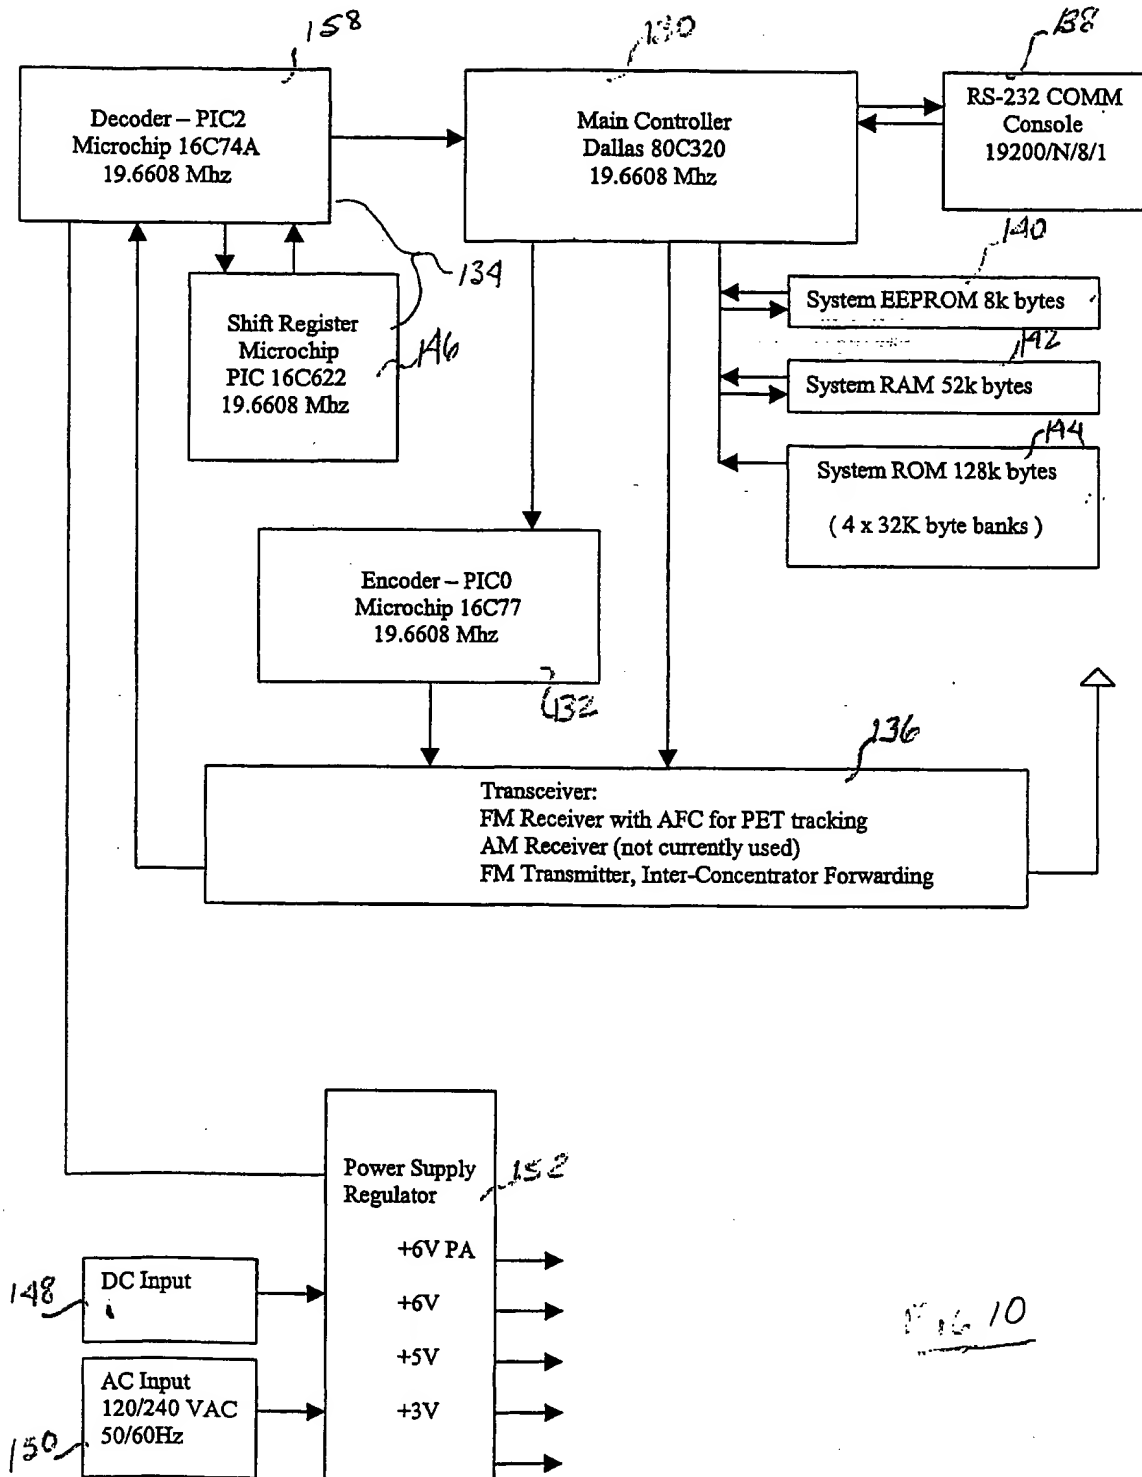 158
130
138
Decoder – PIC2
Microchip 16C74A
19.6608 Mhz
Main Controller
Dallas 80C320
19.6608 Mhz
RS-232 COMM
Console
19200/N/8/1
134
140
System EEPROM 8k bytes
Shift Register
Microchip
PIC 16C622
19.6608 Mhz
146
142
System RAM 52k bytes
144
System ROM 128k bytes
( 4 x 32K byte banks )
Encoder – PIC0
Microchip 16C77
19.6608 Mhz
132
136
Transceiver:
FM Receiver with AFC for PET tracking
AM Receiver (not currently used)
FM Transmitter, Inter-Concentrator Forwarding
Power Supply
Regulator
152
+6V PA
+6V
+5V
+3V
148
DC Input
AC Input
120/240 VAC
50/60Hz
150
FIG 10